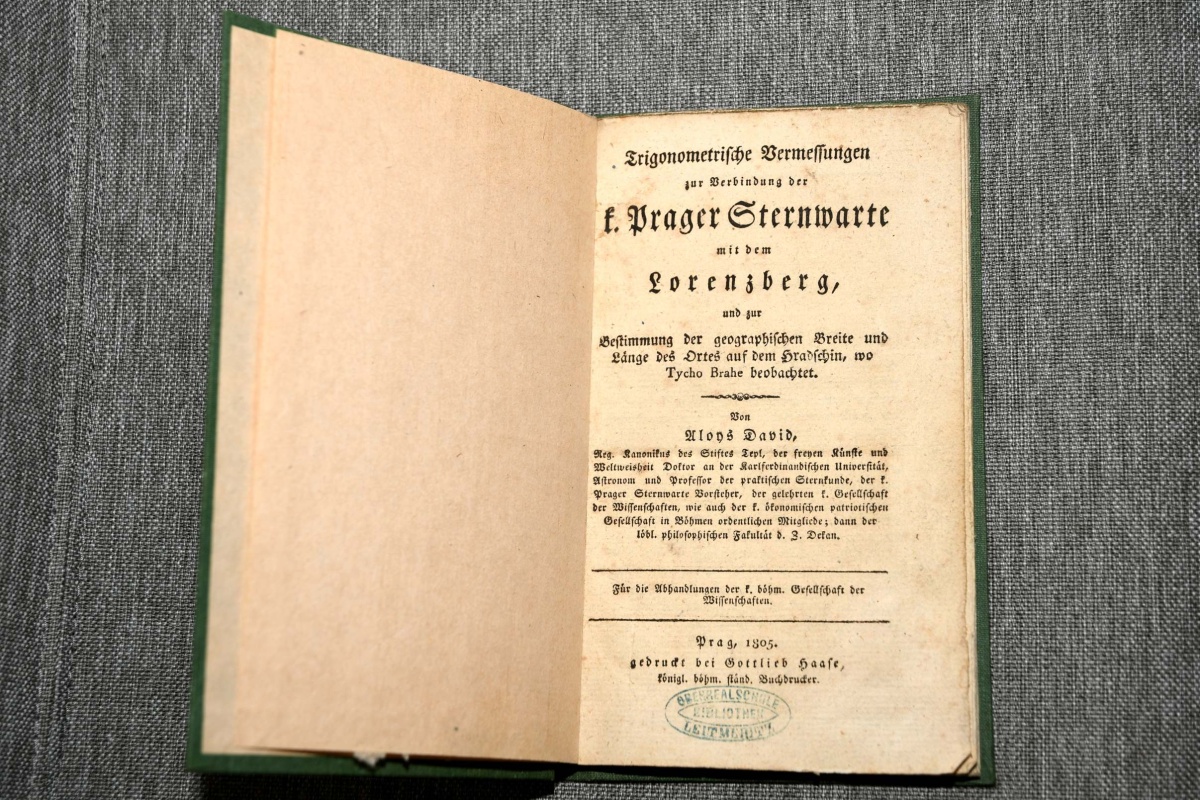 Trigonometrische Vermessungen
zur Verbindung der
k. Prager Sternwarte
mit dem
Lorenzberg,
und zur
Bestimmung der geographischen Breite und
Länge des Ortes auf dem Hradschin, wo
Tycho Brahe beobachtet.
Von
Aloys David,
Reg. Kanonikus des Stiftes Tepl, der freyen Künste und
Weltweisheit Doktor an der Karlferdinandischen Universität,
Astronom und Professor der praktischen Sternkunde, der k.
Prager Sternwarte Vorsteher, der gelehrten k. Gesellschaft
der Wissenschaften, wie auch der k. ökonomischen patriotischen
Gesellschaft in Böhmen ordentlichen Mitgliede; dann der
löbl. philosophischen Fakultät d. Z. Dekan.
Für die Abhandlungen der k. böhm. Gesellschaft der
Wissenschaften.
Prag, 1805.
gedruckt bei Gottlieb Haase,
königl. böhm. ständ. Buchdrucker.
OBERREALSCHULE
BIBLIOTHEK
LEITMERITZ